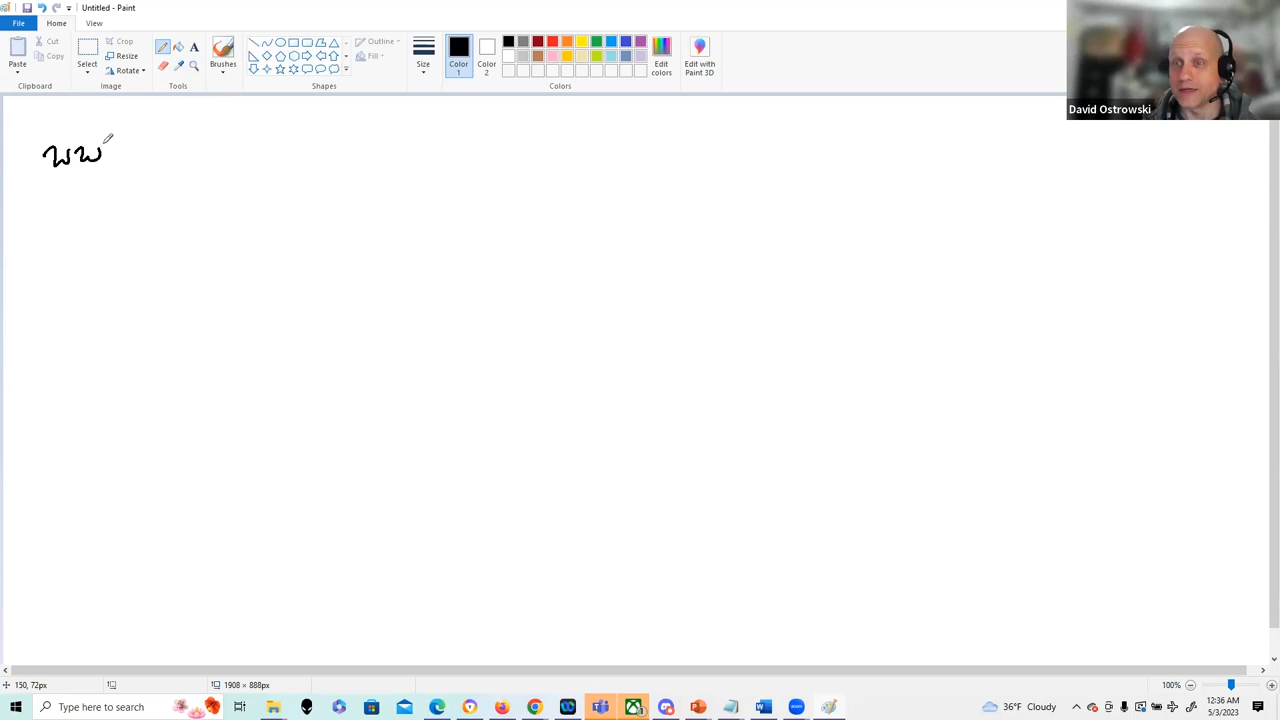 Untitled - Paint
File Home View
Paste
Cut
Copy
Clipboard
Select
Crop
Resize
Rotate
Image
Tools
Brushes
Shapes
Outline
Fill
Size
Color 1
Color 2
Colors
Edit colors
Edit with Paint 3D
David Ostrowski
ww
150, 72px
1908 × 888px
100%
Type here to search
36°F Cloudy
12:36 AM
5/3/2023